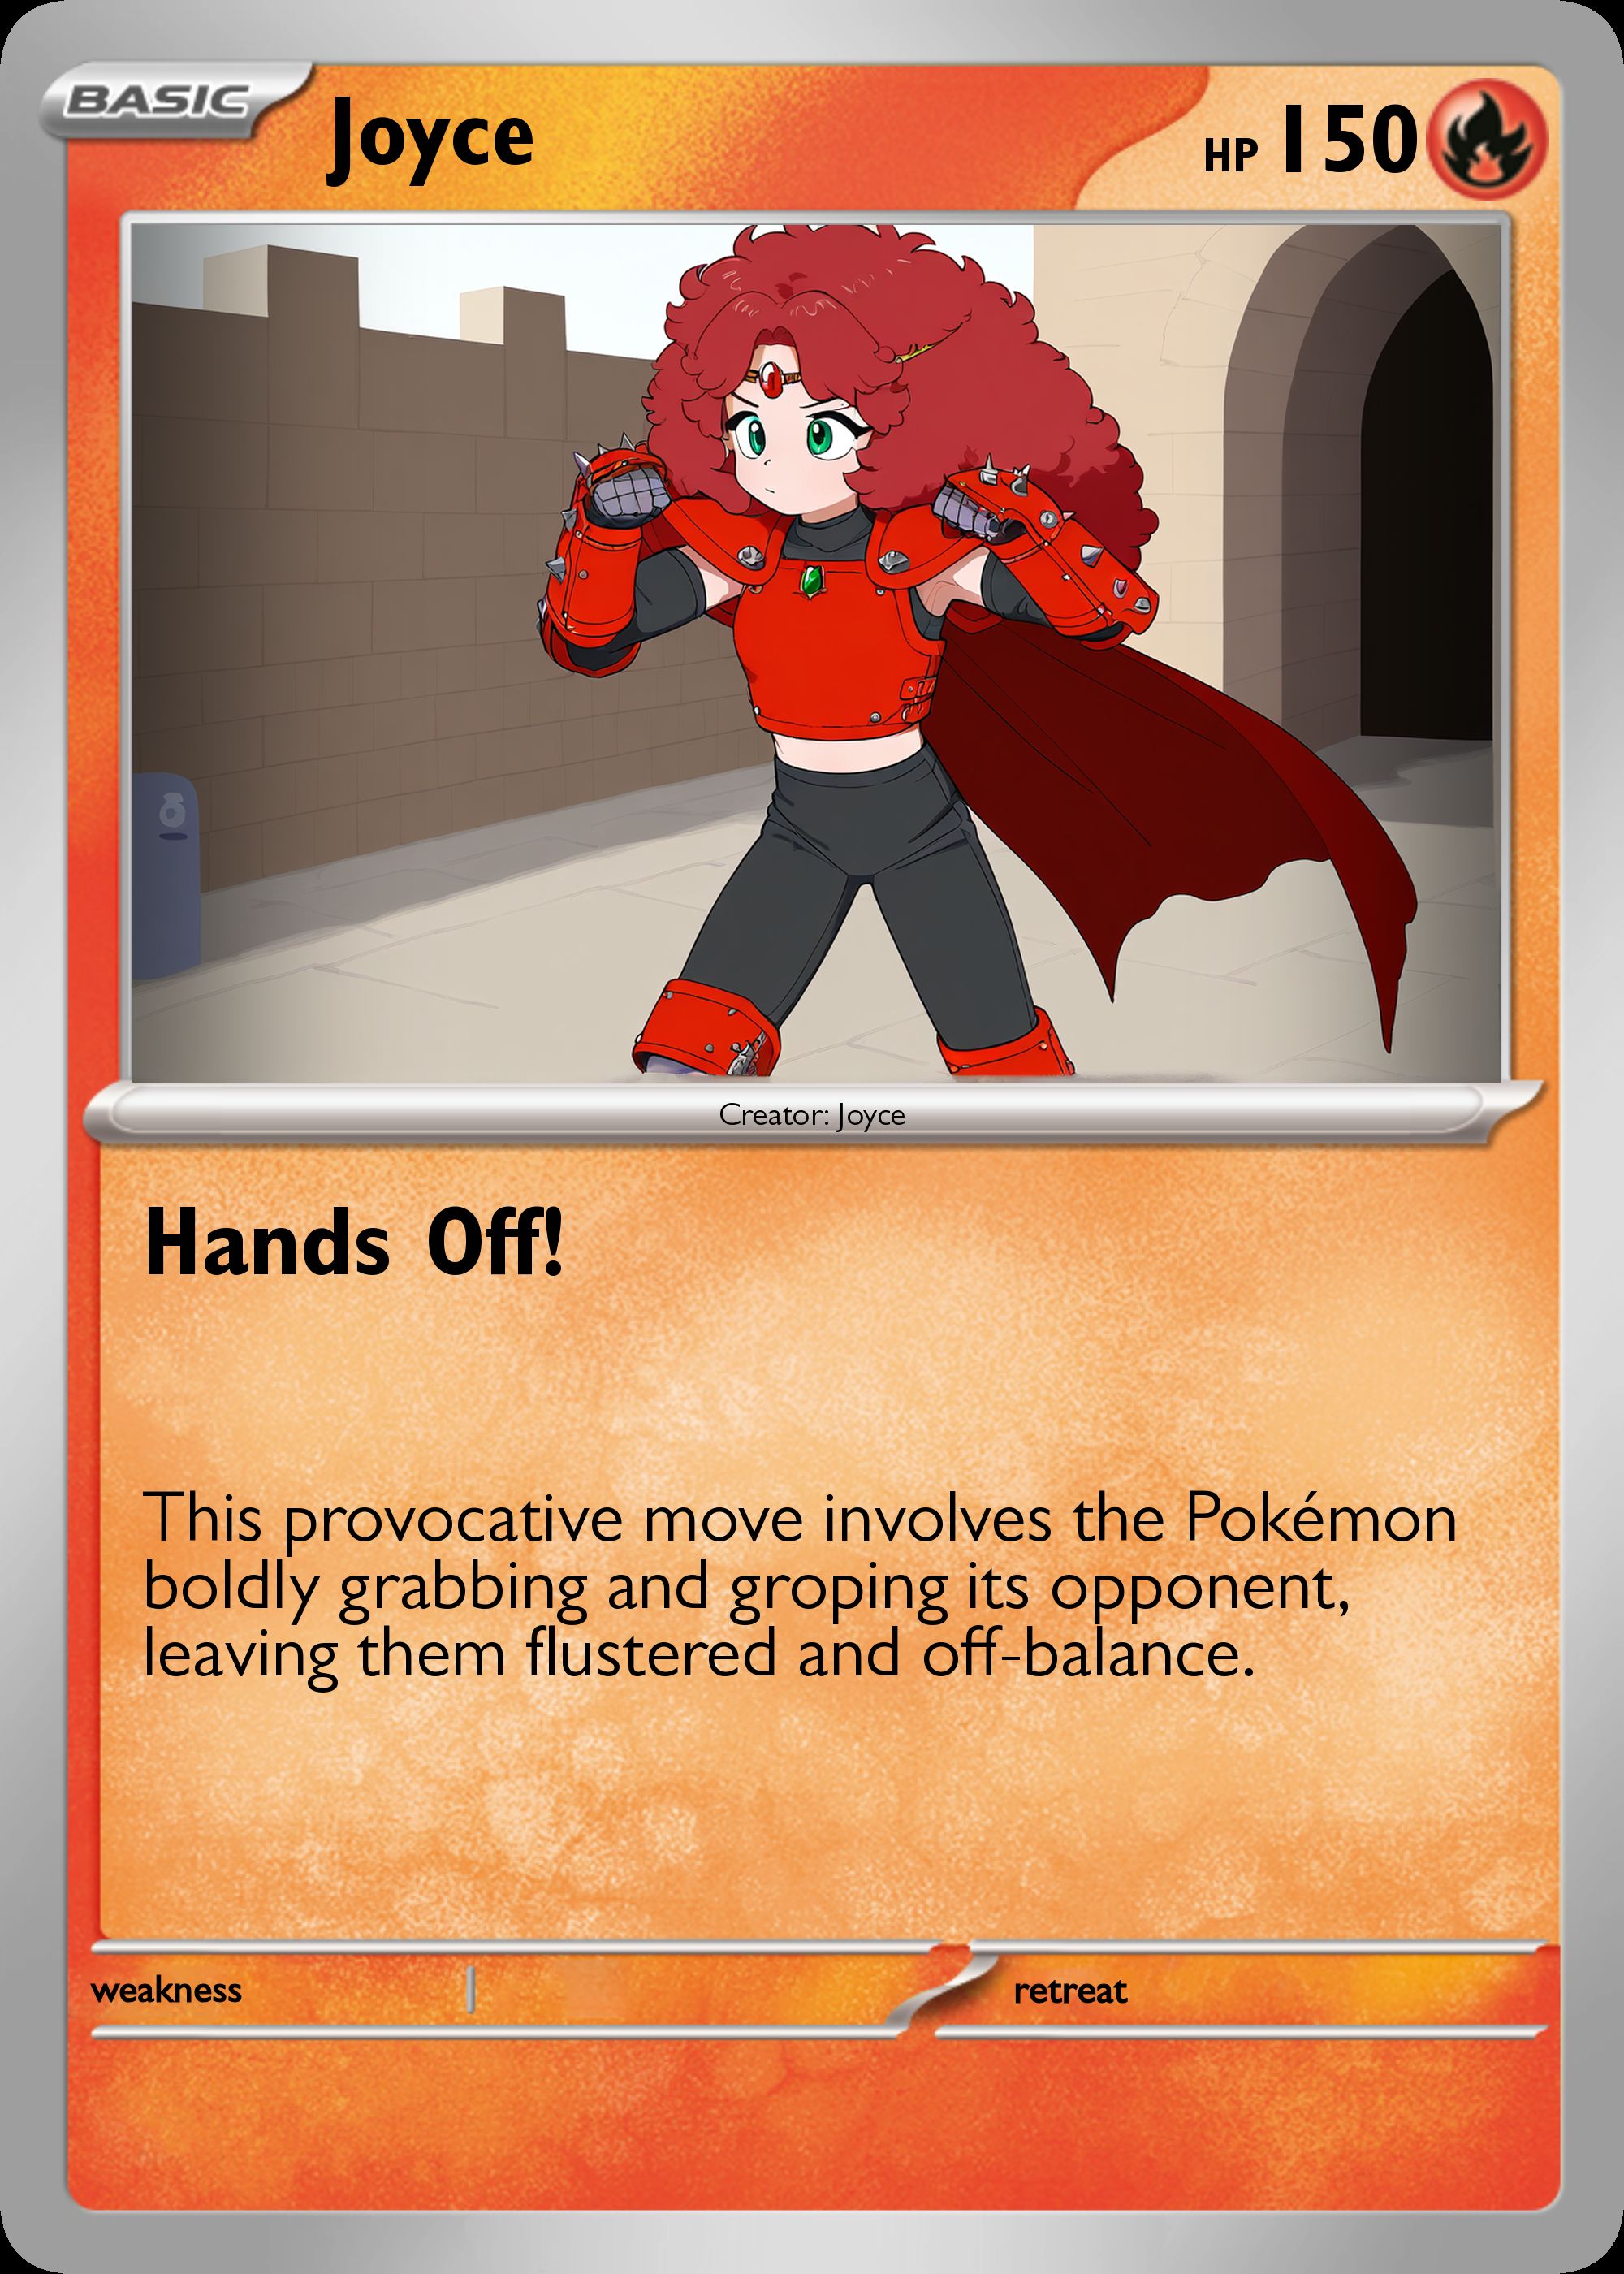 BASIC
Joyce
HP 150
Creator: Joyce
Hands Off!
This provocative move involves the Pokémon
boldly grabbing and groping its opponent,
leaving them flustered and off-balance.
weakness
retreat